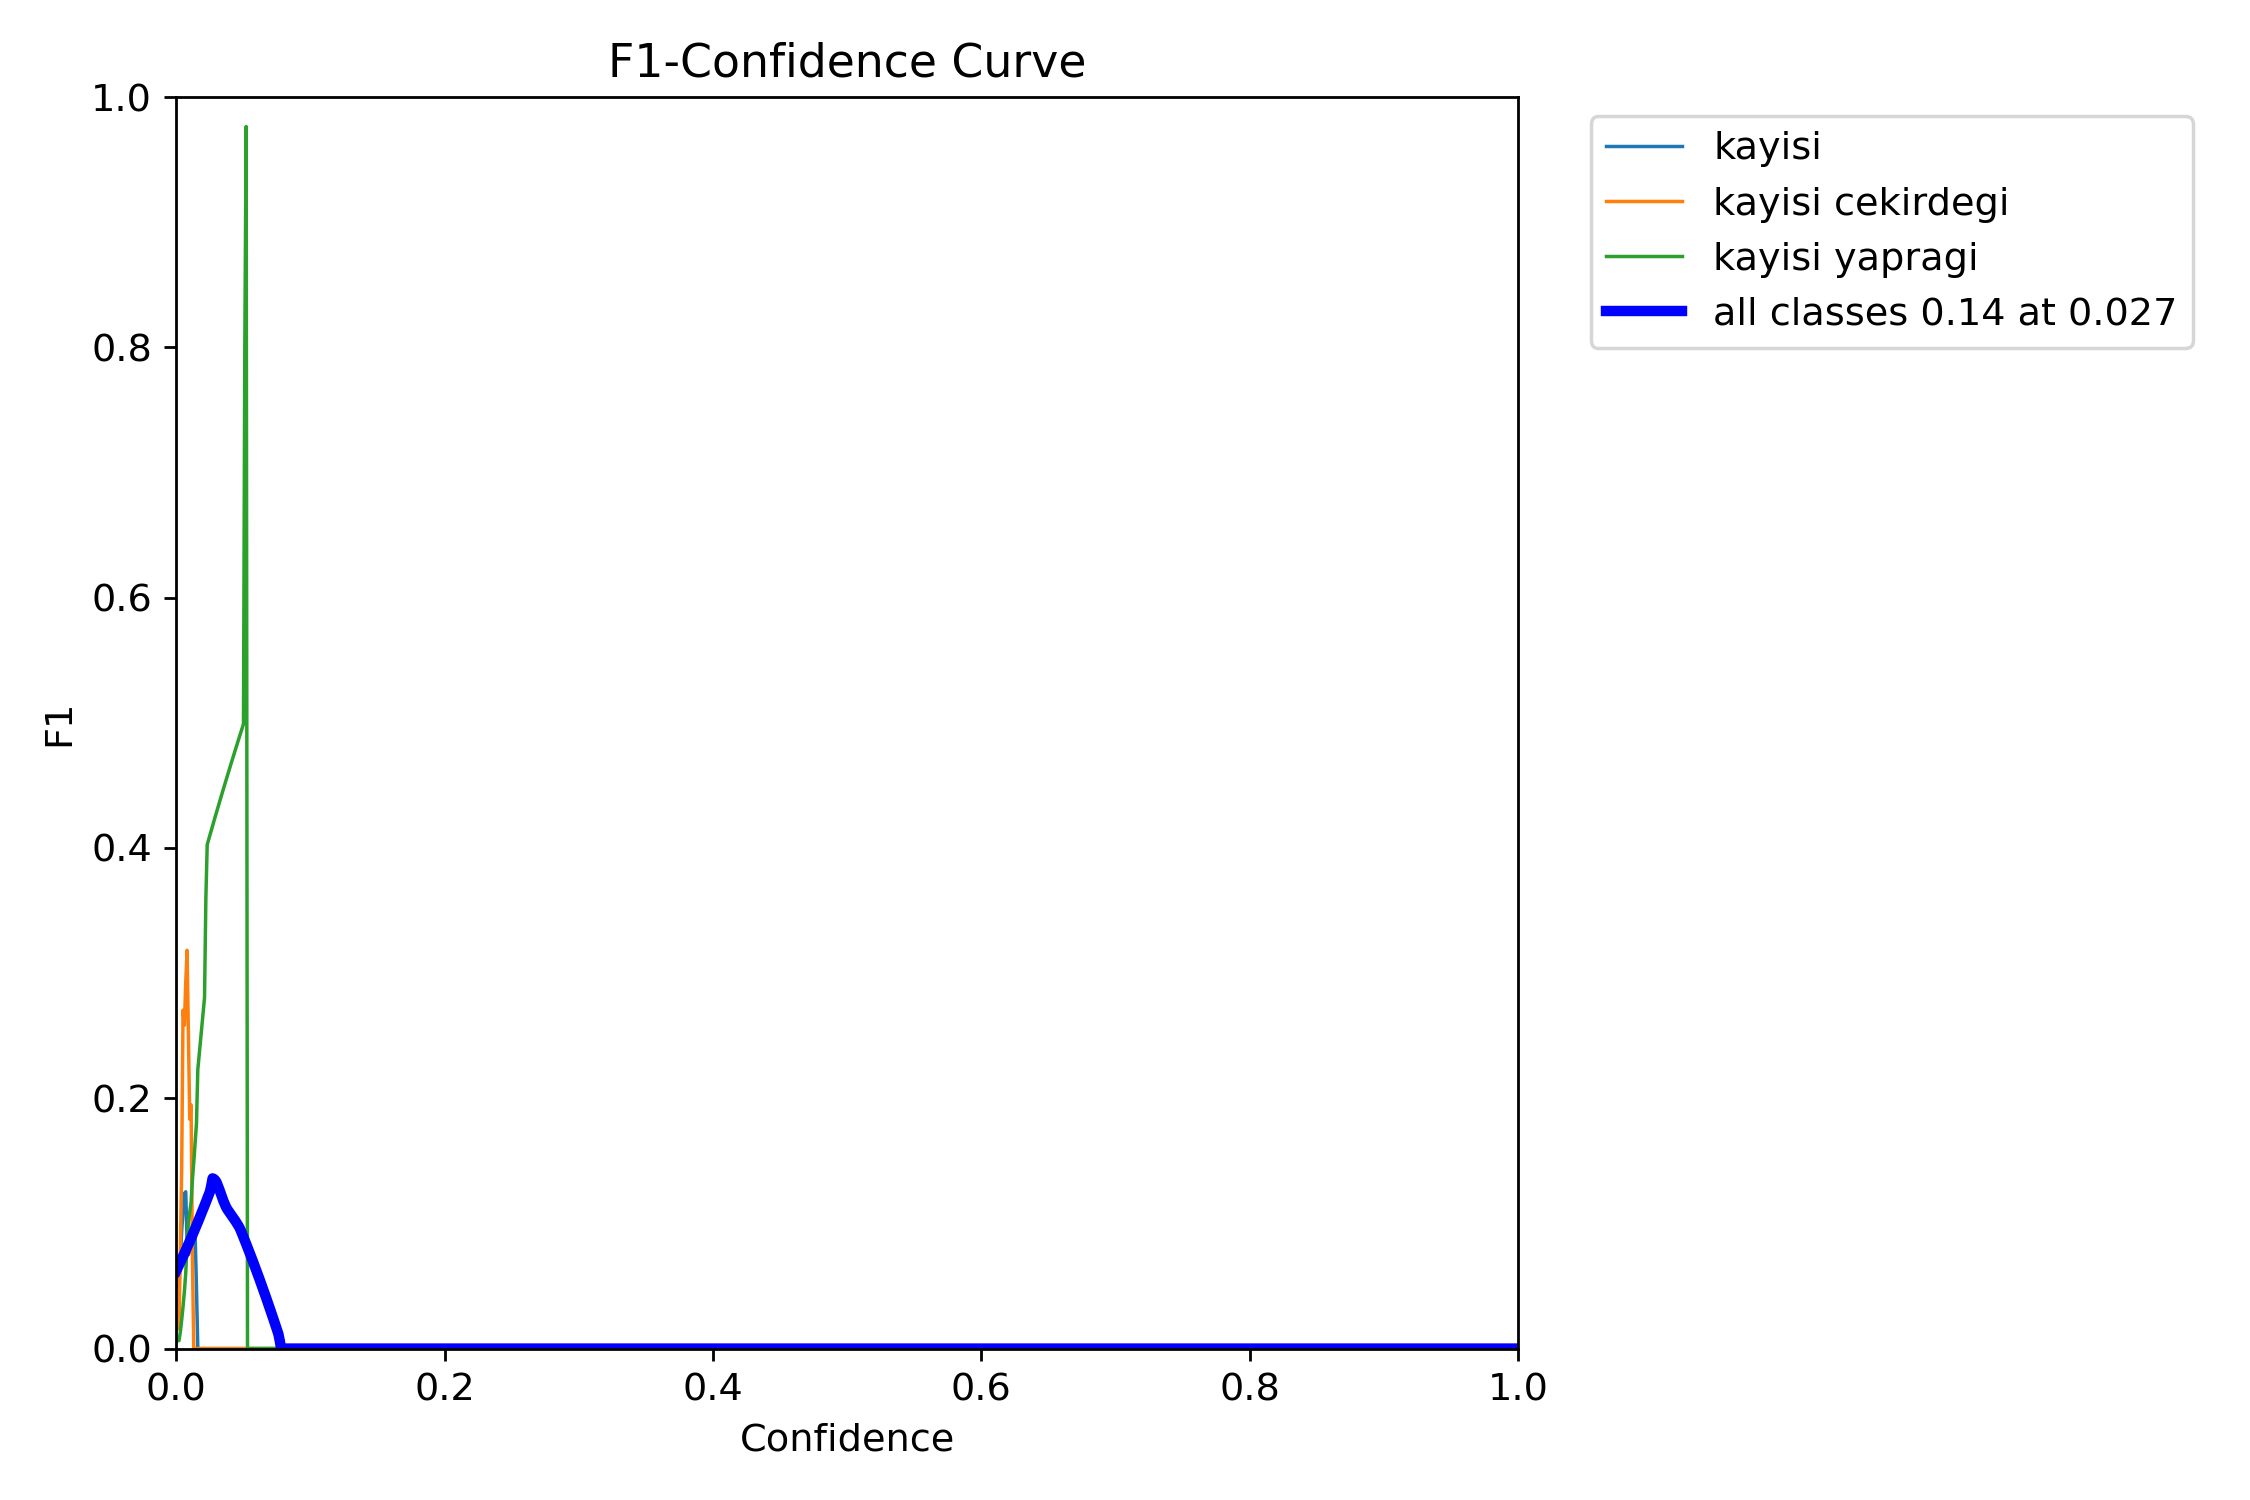 F1-Confidence Curve
1.0
0.8
0.6
0.4
0.2
0.0
F1
0.0 0.2 0.4 0.6 0.8 1.0
Confidence
kayisi
kayisi cekirdegi
kayisi yapragi
all classes 0.14 at 0.027